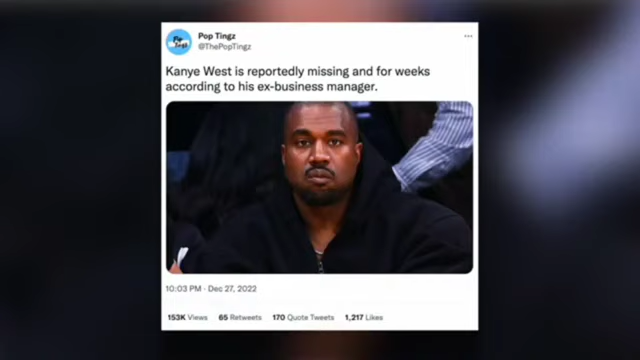 Pop Tingz
@ThePopTingz
Kanye West is reportedly missing and for weeks
according to his ex-business manager.
10:03 PM · Dec 27, 2022
153K Views 65 Retweets 170 Quote Tweets 1,217 Likes